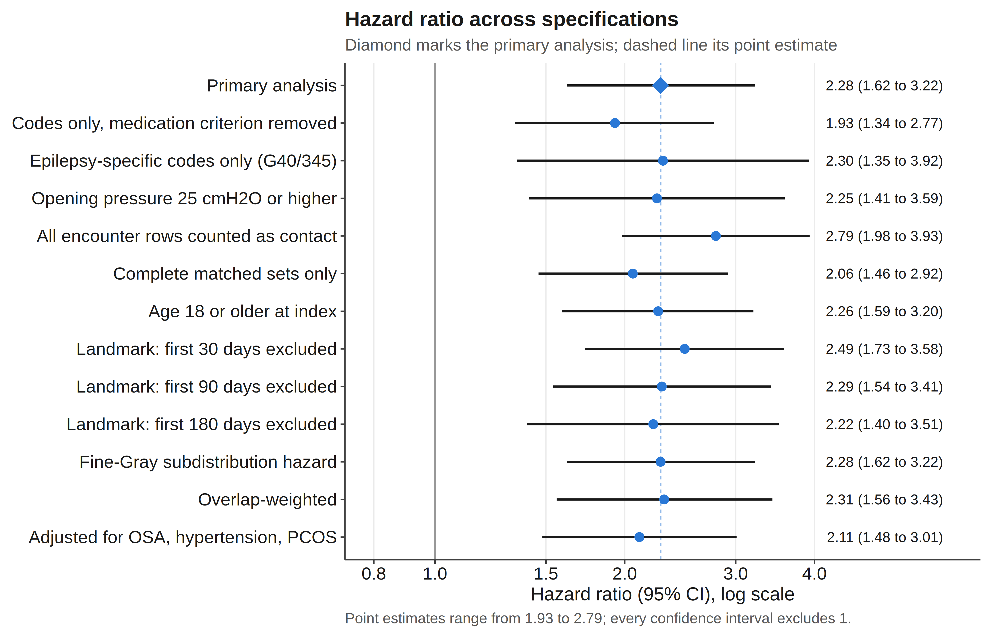 Hazard ratio across specifications
Diamond marks the primary analysis; dashed line its point estimate
Primary analysis 2.28 (1.62 to 3.22)
Codes only, medication criterion removed 1.93 (1.34 to 2.77)
Epilepsy-specific codes only (G40/345) 2.30 (1.35 to 3.92)
Opening pressure 25 cmH2O or higher 2.25 (1.41 to 3.59)
All encounter rows counted as contact 2.79 (1.98 to 3.93)
Complete matched sets only 2.06 (1.46 to 2.92)
Age 18 or older at index 2.26 (1.59 to 3.20)
Landmark: first 30 days excluded 2.49 (1.73 to 3.58)
Landmark: first 90 days excluded 2.29 (1.54 to 3.41)
Landmark: first 180 days excluded 2.22 (1.40 to 3.51)
Fine-Gray subdistribution hazard 2.28 (1.62 to 3.22)
Overlap-weighted 2.31 (1.56 to 3.43)
Adjusted for OSA, hypertension, PCOS 2.11 (1.48 to 3.01)
0.8 1.0 1.5 2.0 3.0 4.0
Hazard ratio (95% CI), log scale
Point estimates range from 1.93 to 2.79; every confidence interval excludes 1.